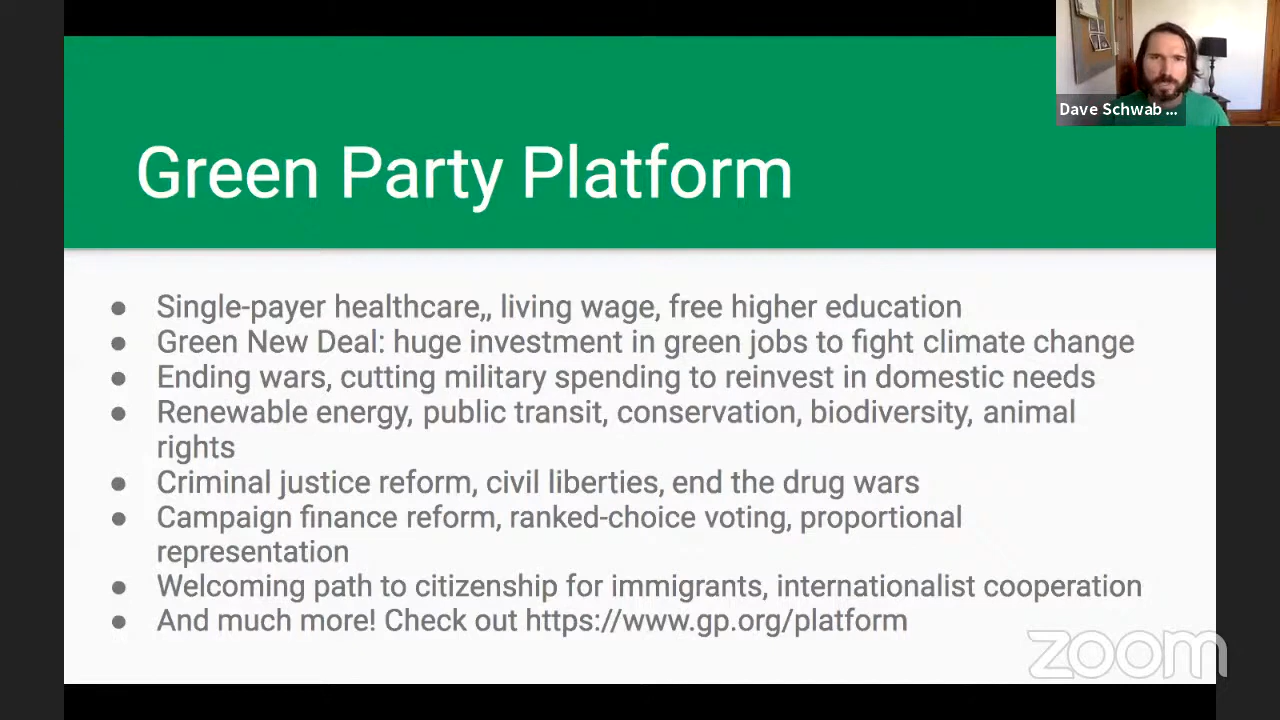 Dave Schwab ...
Green Party Platform
● Single-payer healthcare,, living wage, free higher education
● Green New Deal: huge investment in green jobs to fight climate change
● Ending wars, cutting military spending to reinvest in domestic needs
● Renewable energy, public transit, conservation, biodiversity, animal
rights
● Criminal justice reform, civil liberties, end the drug wars
● Campaign finance reform, ranked-choice voting, proportional
representation
● Welcoming path to citizenship for immigrants, internationalist cooperation
● And much more! Check out https://www.gp.org/platform
zoom